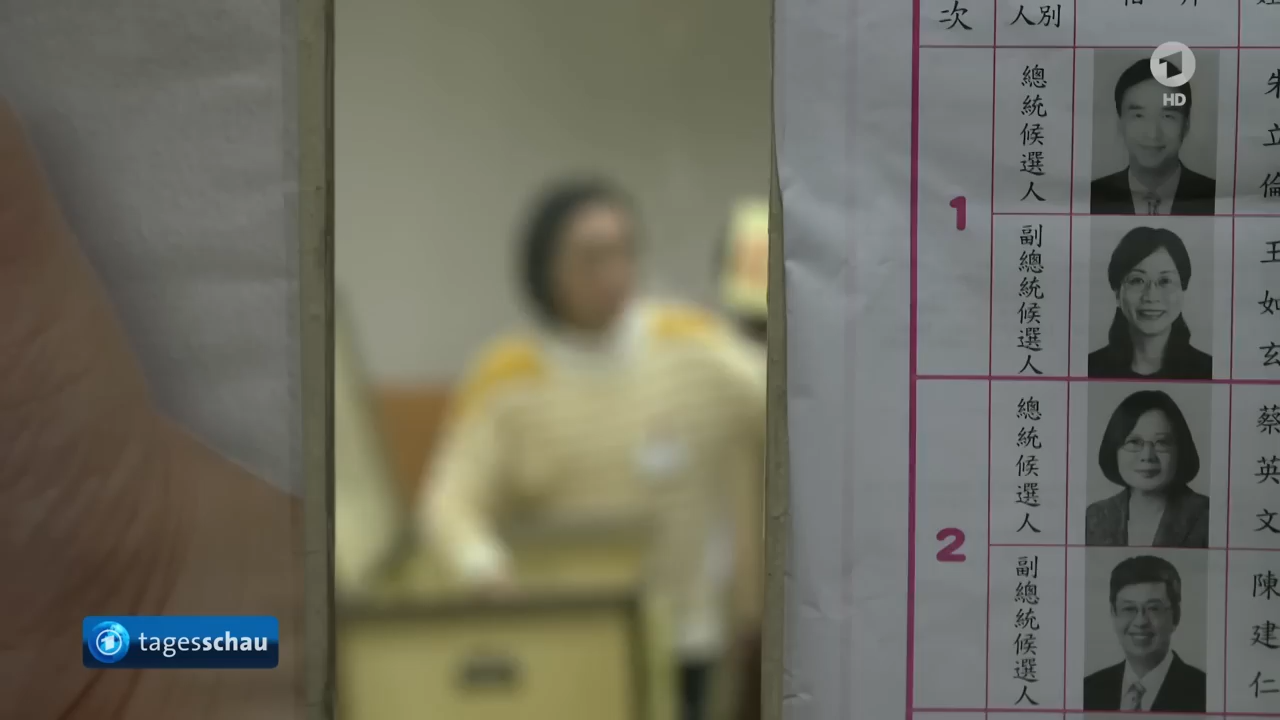 次
人別
HD
1
總統候選人
朱立倫
副總統候選人
王如玄
2
總統候選人
蔡英文
副總統候選人
陳建仁
tagesschau